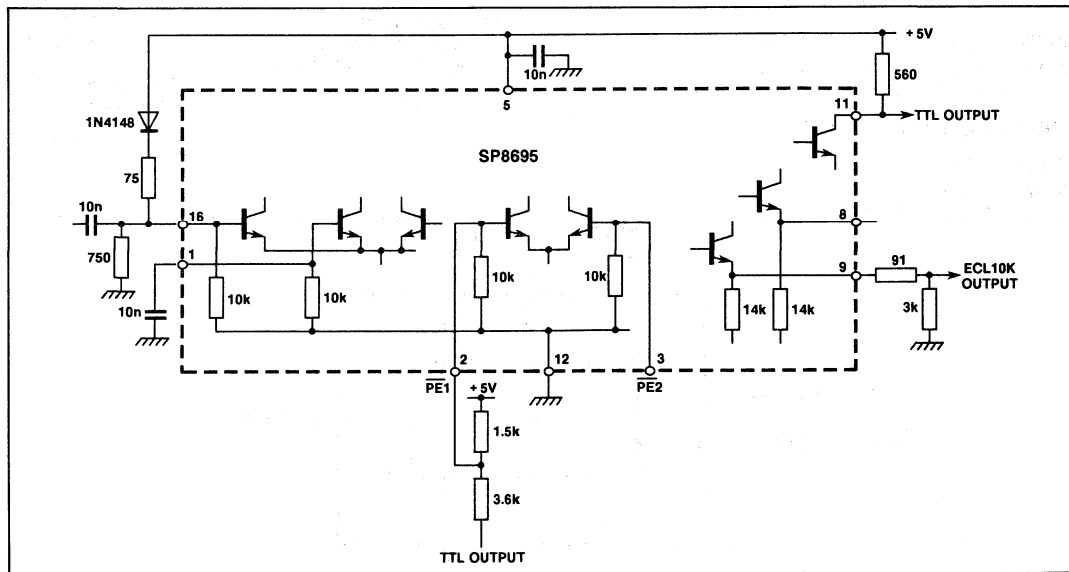 + 5V
10n
560
5
11
1N4148
TTL OUTPUT
SP8695
75
10n
16
8
750
1
91
9
ECL10K
OUTPUT
10k
10k
10k
10k
14k
14k
3k
10n
2
12
3
PE1
PE2
+ 5V
1.5k
3.6k
TTL OUTPUT